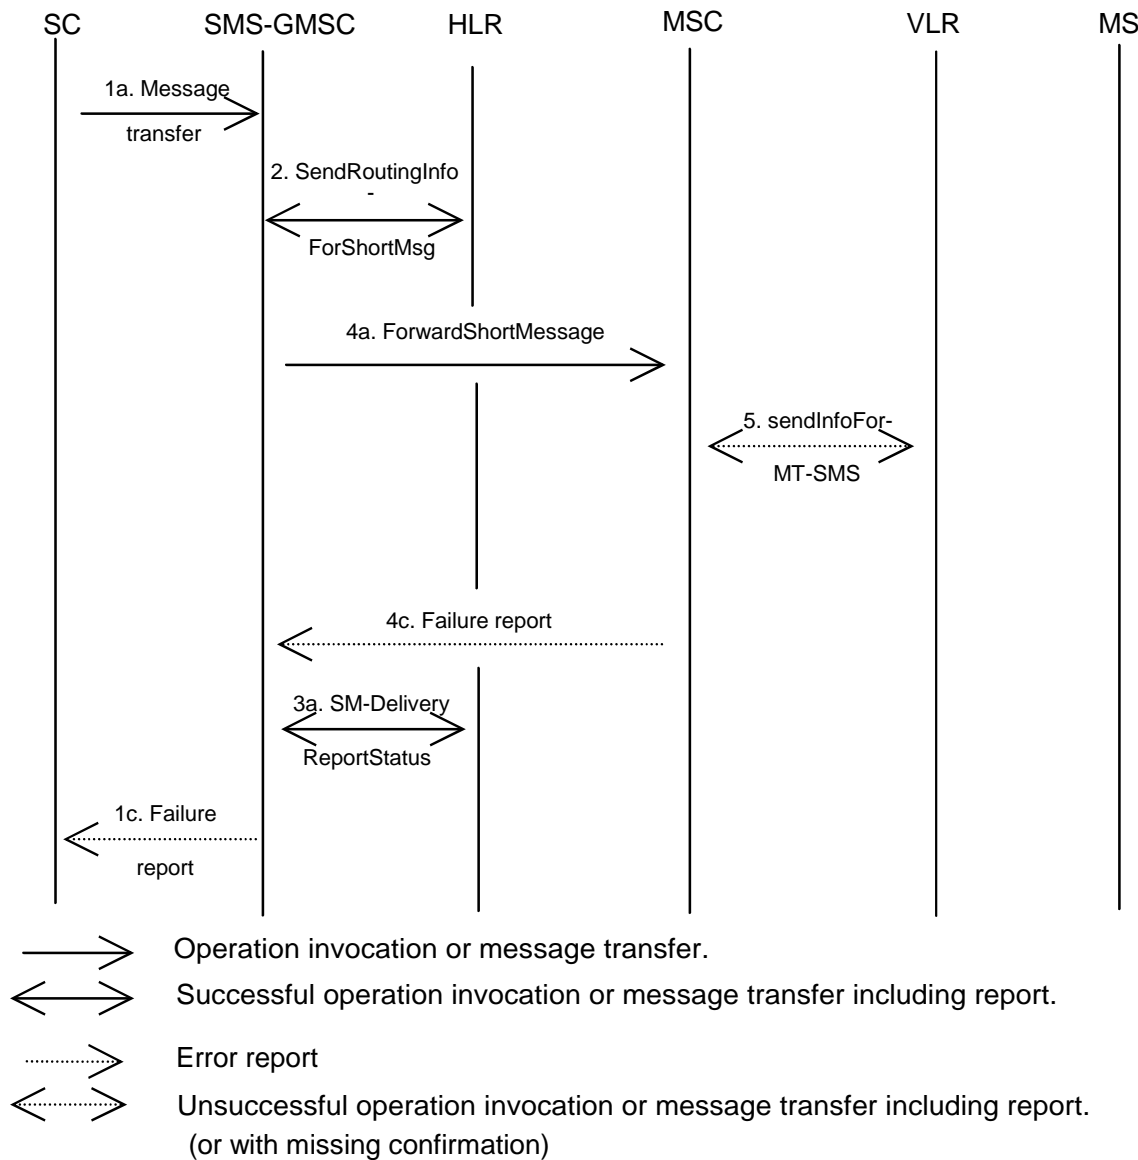 SC SMS-GMSC HLR MSC VLR MS
1a. Message
transfer
2. SendRoutingInfo
-
ForShortMsg
4a. ForwardShortMessage
5. sendInfoFor-
MT-SMS
4c. Failure report
3a. SM-Delivery
ReportStatus
1c. Failure
report
Operation invocation or message transfer.
Successful operation invocation or message transfer including report.
Error report
Unsuccessful operation invocation or message transfer including report.
(or with missing confirmation)